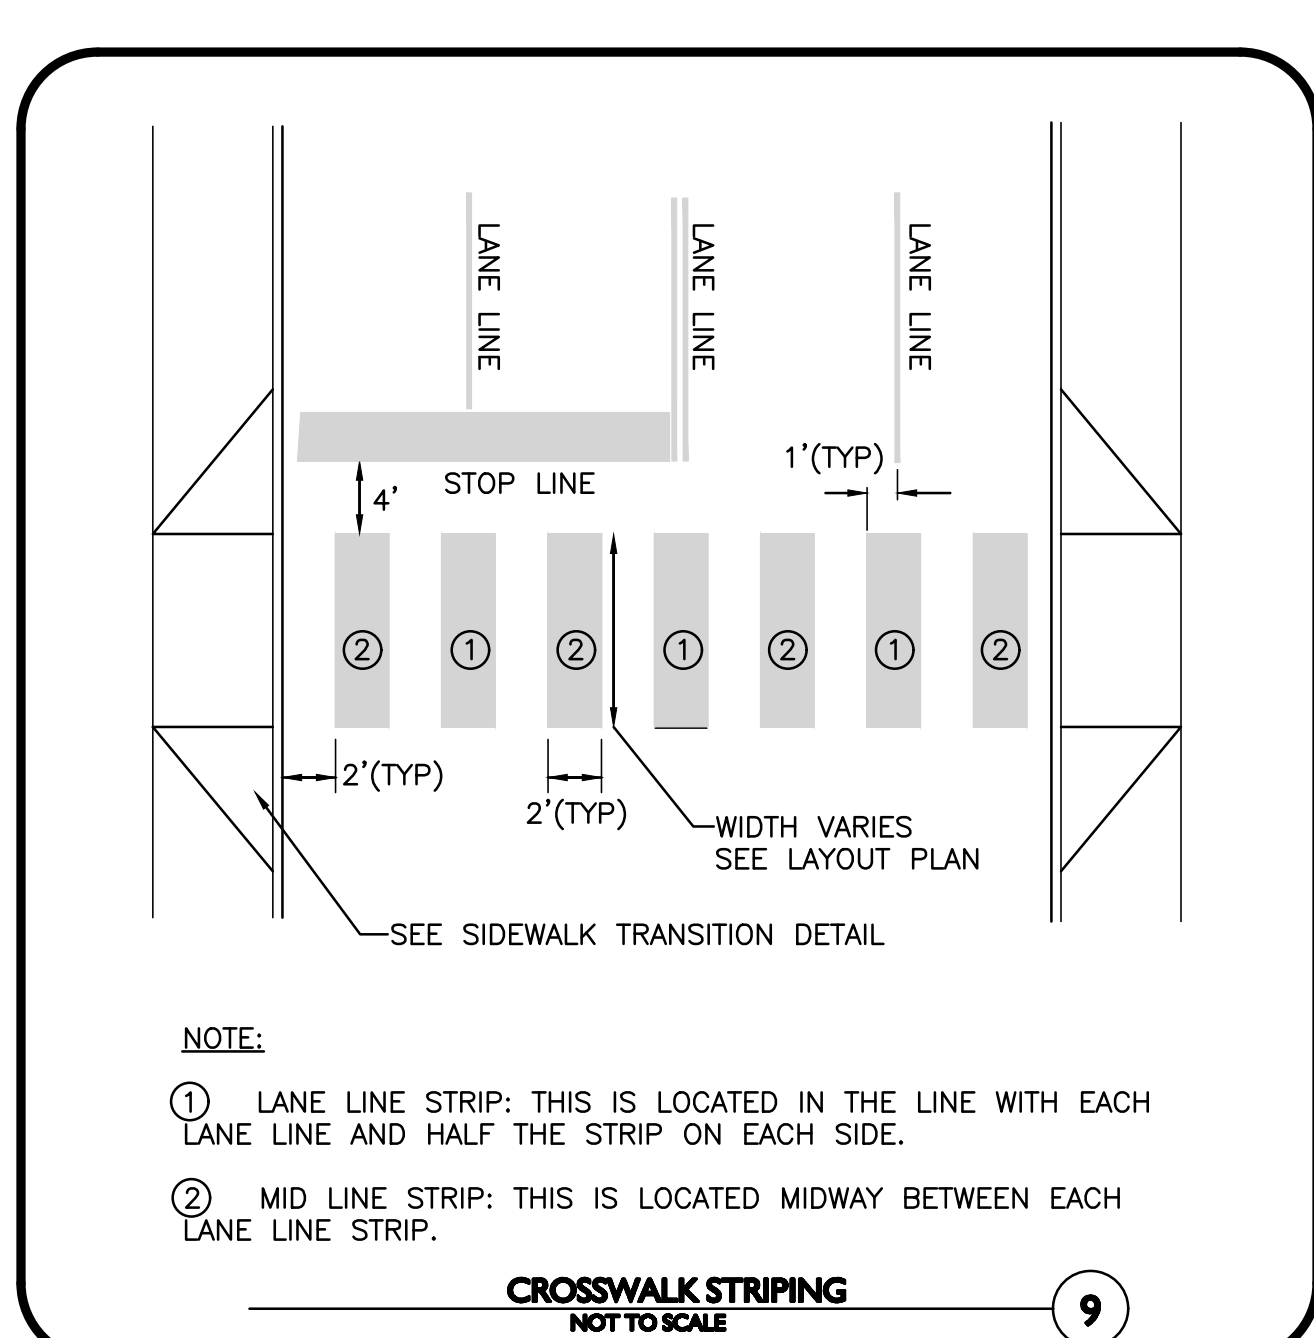 LANE LINE
LANE LINE
LANE LINE
1'(TYP)
STOP LINE
4'
2
1
2
1
2
1
2
2'(TYP)
2'(TYP)
WIDTH VARIES
SEE LAYOUT PLAN
SEE SIDEWALK TRANSITION DETAIL
NOTE:
1 LANE LINE STRIP: THIS IS LOCATED IN THE LINE WITH EACH
LANE LINE AND HALF THE STRIP ON EACH SIDE.
2 MID LINE STRIP: THIS IS LOCATED MIDWAY BETWEEN EACH
LANE LINE STRIP.
CROSSWALK STRIPING
NOT TO SCALE
9